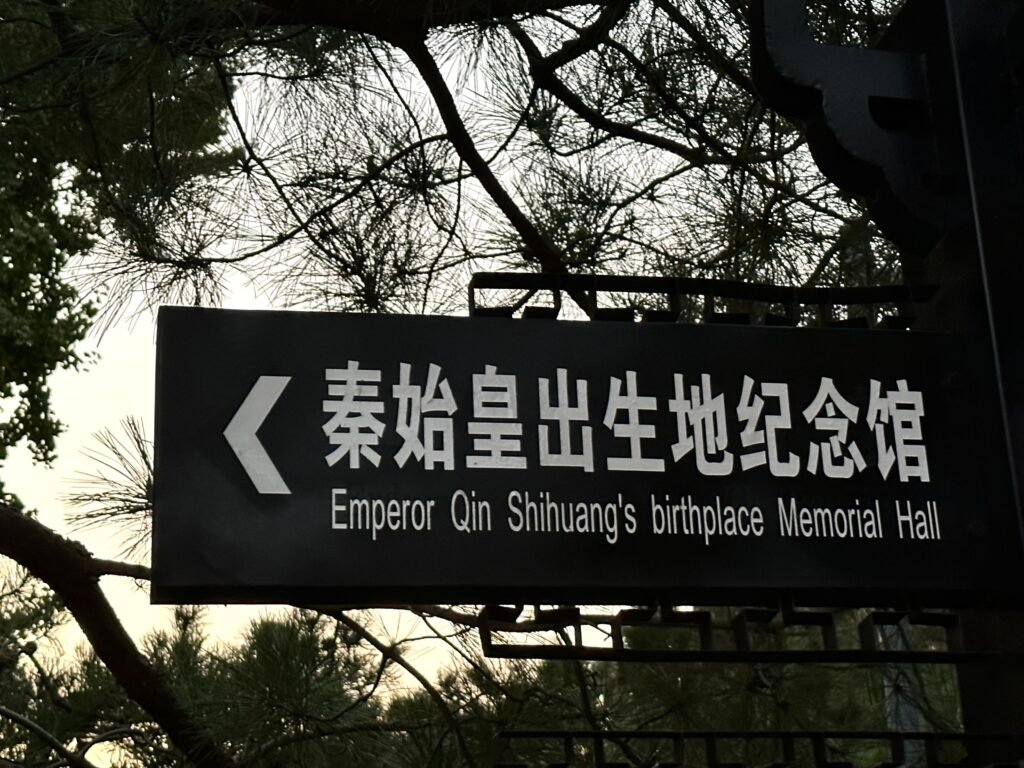 秦始皇出生地纪念馆
Emperor Qin Shihuang's birthplace Memorial Hall